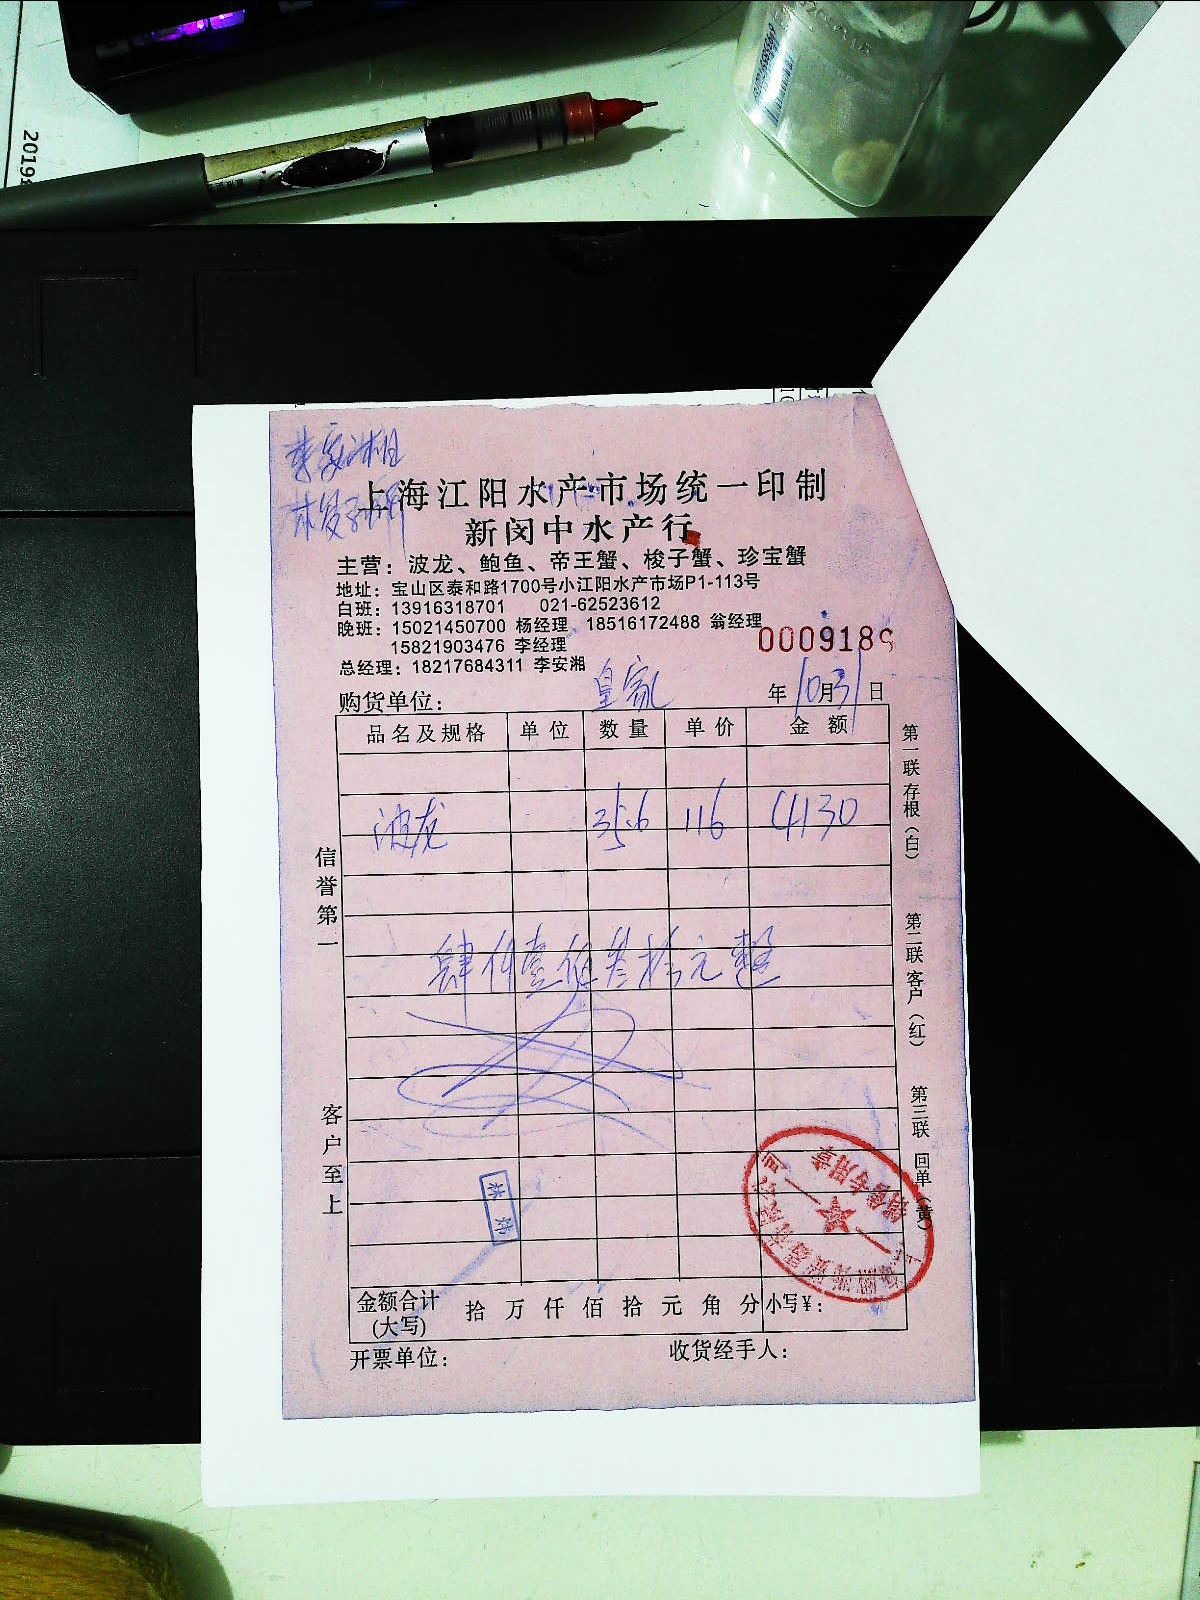 2019
上海江阳水产市场统一印制
新闵中水产行
主营：波龙、鲍鱼、帝王蟹、梭子蟹、珍宝蟹
地址：宝山区泰和路1700号小江阳水产市场P1-113号
白班：13916318701 021-62523612
晚班：15021450700 杨经理 18516172488 翁经理
15821903476 李经理
000918
总经理：18217684311 李安湘
购货单位： 皇家 年 10月31日
品名及规格 单位 数量 单价 金额
波龙 35.6 116 4130
肆仟壹佰叁拾元整
信誉第一
客户至上
第一联存根（白）
第二联客户（红）
第三联回单（黄）
销售专用章
金额合计(大写) 拾 万 仟 佰 拾 元 角 分 小写¥：
开票单位： 收货经手人：